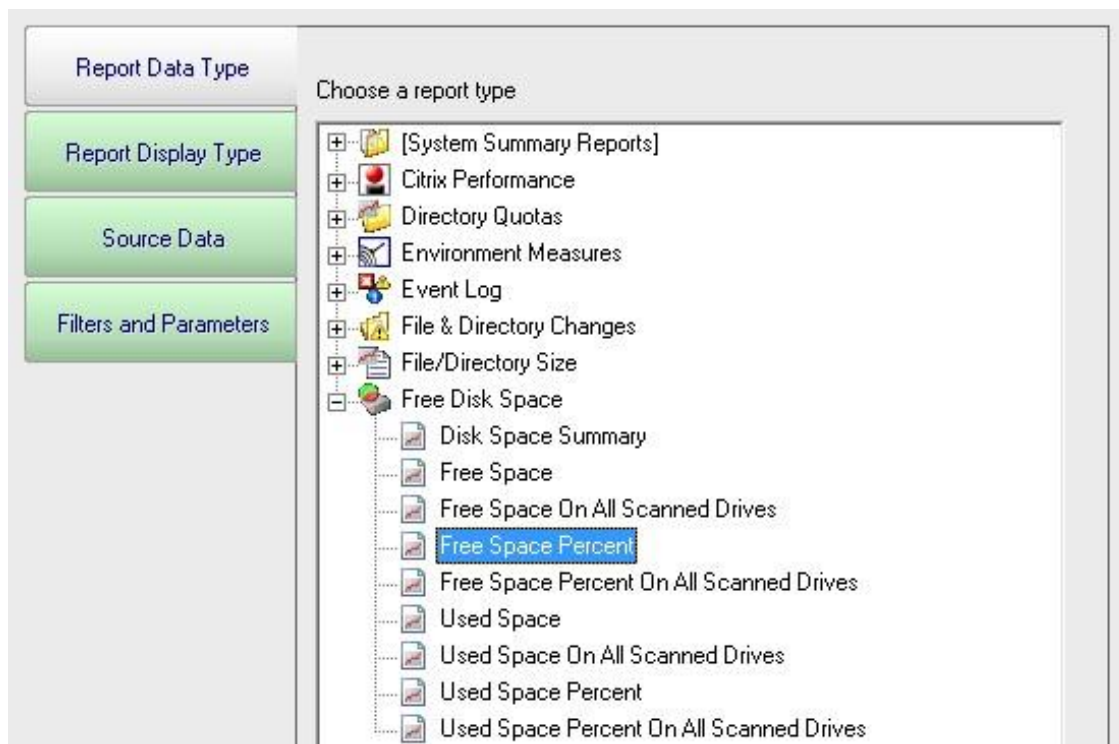 Report Data Type
Report Display Type
Source Data
Filters and Parameters
Choose a report type
[System Summary Reports]
Citrix Performance
Directory Quotas
Environment Measures
Event Log
File & Directory Changes
File/Directory Size
Free Disk Space
Disk Space Summary
Free Space
Free Space On All Scanned Drives
Free Space Percent
Free Space Percent On All Scanned Drives
Used Space
Used Space On All Scanned Drives
Used Space Percent
Used Space Percent On All Scanned Drives